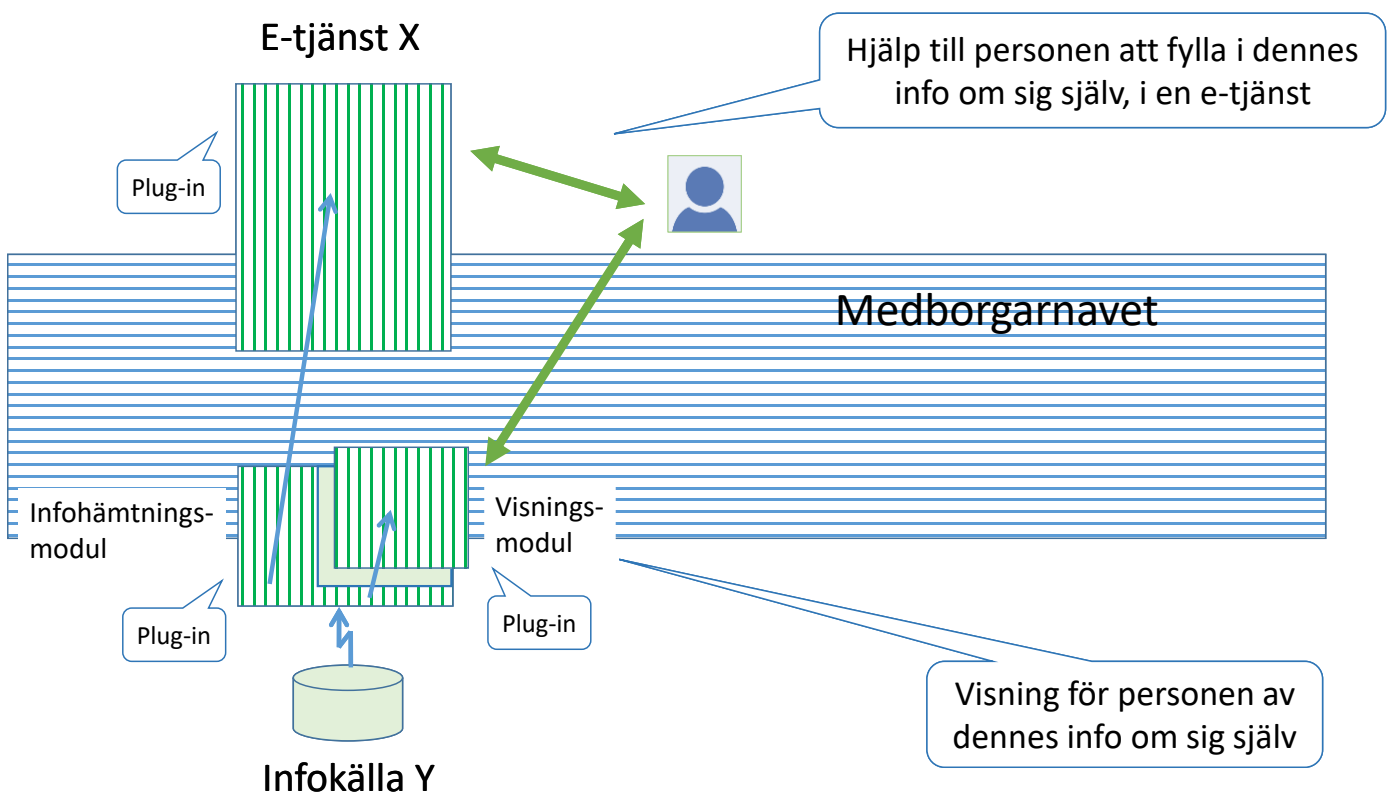 E-tjänst X
Hjälp till personen att fylla i dennes
info om sig själv, i en e-tjänst
Plug-in
Medborgarnavet
Infohämtnings-
modul
Visnings-
modul
Plug-in
Plug-in
Visning för personen av
dennes info om sig själv
Infokälla Y